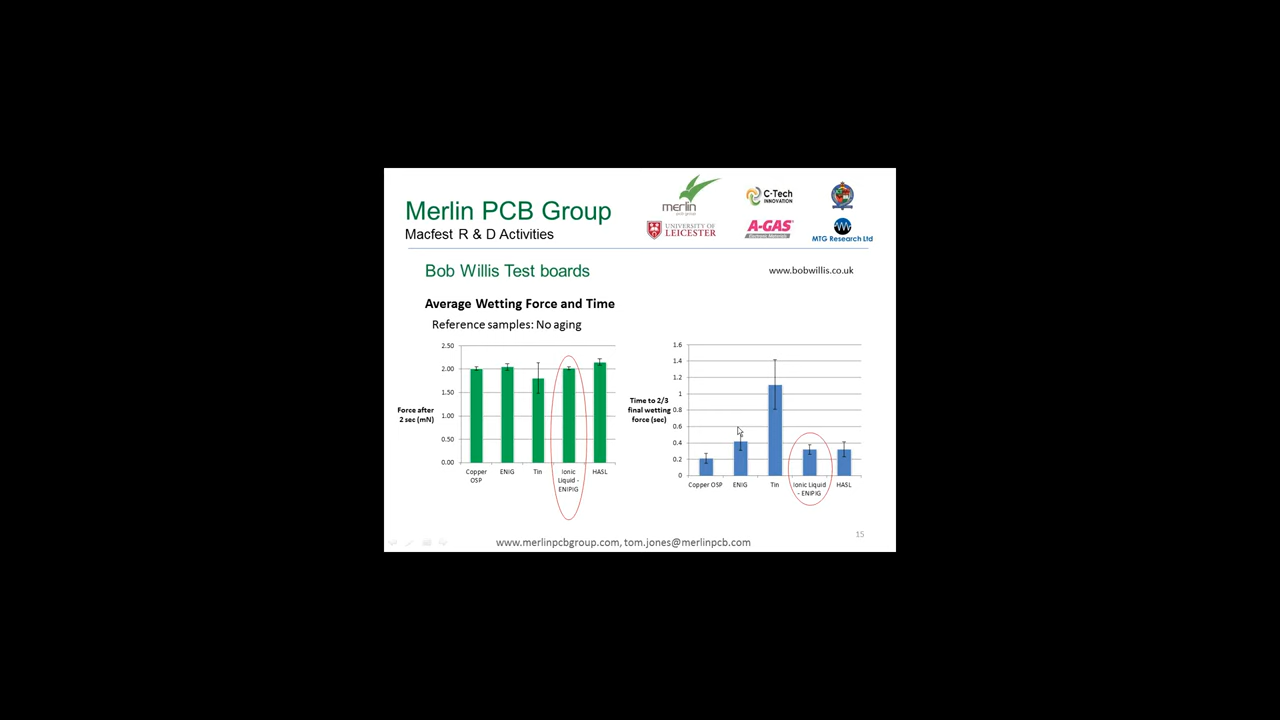 Merlin PCB Group
Macfest R & D Activities
merlin
pcb group
C-Tech
INNOVATION
UNIVERSITY OF
LEICESTER
A-GAS
Electronic Materials
MTG Research Ltd
Bob Willis Test boards
www.bobwillis.co.uk
Average Wetting Force and Time
Reference samples: No aging
Force after
2 sec (mN)
2.50
2.00
1.50
1.00
0.50
0.00
Copper
OSP
ENIG
Tin
Ionic
Liquid -
ENIPIG
HASL
Time to 2/3
final wetting
force (sec)
1.6
1.4
1.2
1
0.8
0.6
0.4
0.2
0
Copper OSP
ENIG
Tin
Ionic Liquid
- ENIPIG
HASL
15
www.merlinpcbgroup.com, tom.jones@merlinpcb.com